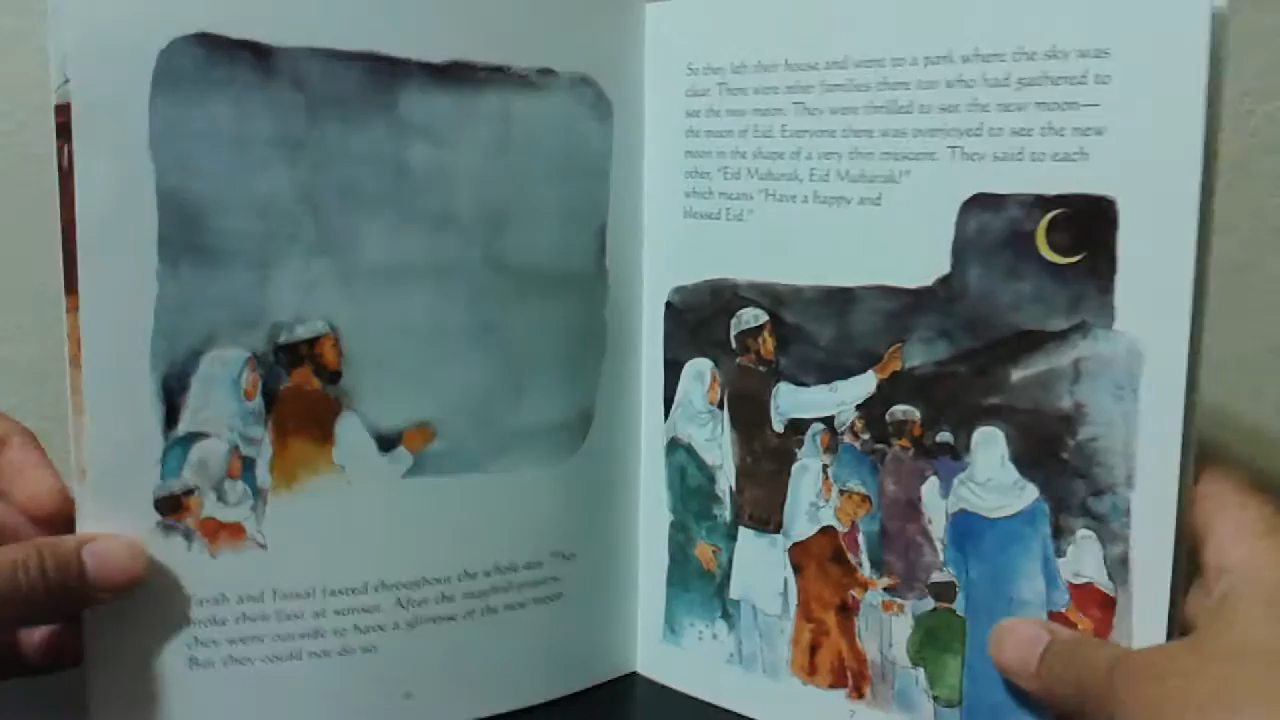 Farah and Faisal fasted throughout the whole day. They
broke their fast at sunset. After the maghrib prayers
they went outside to have a glimpse of the new moon.
But they could not do so.
So they left their house and went to a park where the sky was
clear. There were other families there too who had gathered to
see the new moon. They were thrilled to see the new moon—
the moon of Eid. Everyone there was overjoyed to see the new
moon in the shape of a very thin crescent. They said to each
other, "Eid Mubarak, Eid Mubarak!"
which means "Have a happy and
blessed Eid."
7